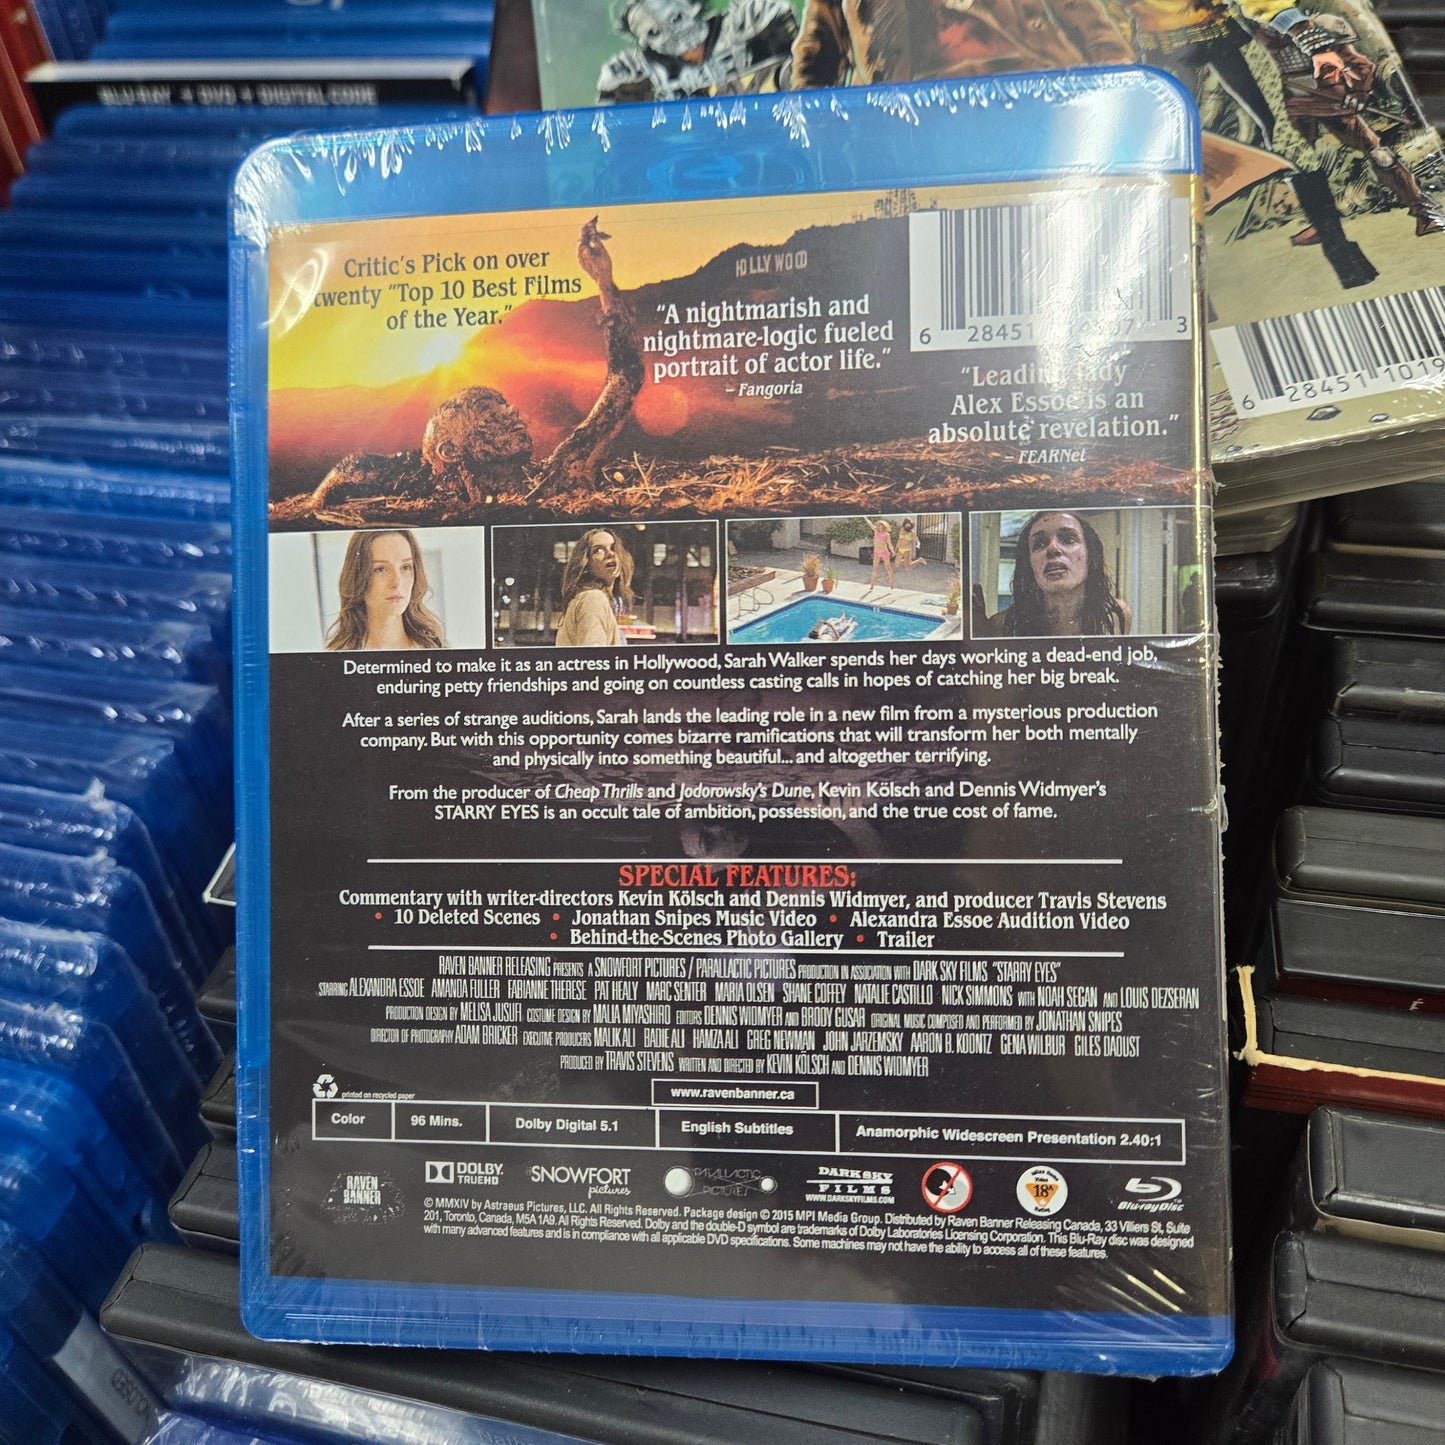 BLU-RAY + DVD + DIGITAL CODE
Critic's Pick on over
twenty "Top 10 Best Films
of the Year."
HOLLYWOOD
"A nightmarish and
nightmare-logic fueled
portrait of actor life."
– Fangoria
6 28451 3
"Leading Lady
Alex Essoe is an
absolute revelation."
– FEARNet
6 28451 1019
Determined to make it as an actress in Hollywood, Sarah Walker spends her days working a dead-end job,
enduring petty friendships and going on countless casting calls in hopes of catching her big break.
After a series of strange auditions, Sarah lands the leading role in a new film from a mysterious production
company. But with this opportunity comes bizarre ramifications that will transform her both mentally
and physically into something beautiful... and altogether terrifying.
From the producer of Cheap Thrills and Jodorowsky's Dune, Kevin Kölsch and Dennis Widmyer's
STARRY EYES is an occult tale of ambition, possession, and the true cost of fame.
SPECIAL FEATURES:
Commentary with writer-directors Kevin Kölsch and Dennis Widmyer, and producer Travis Stevens
• 10 Deleted Scenes • Jonathan Snipes Music Video • Alexandra Essoe Audition Video
• Behind-the-Scenes Photo Gallery • Trailer
RAVEN BANNER RELEASING PRESENTS A SNOWFORT PICTURES / PARALLACTIC PICTURES PRODUCTION IN ASSOCIATION WITH DARK SKY FILMS "STARRY EYES"
STARRING ALEXANDRA ESSOE AMANDA FULLER FABIANNE THERESE PAT HEALY MARC SENTER MARIA OLSEN SHANE COFFEY NATALIE CASTILLO NICK SIMMONS WITH NOAH SEGAN AND LOUIS DEZSERAN
PRODUCTION DESIGN BY MELISA JUSUFI COSTUME DESIGN BY MALIA MIYASHIRO EDITORS DENNIS WIDMYER AND BRODY GUSAR ORIGINAL MUSIC COMPOSED AND PERFORMED BY JONATHAN SNIPES
DIRECTOR OF PHOTOGRAPHY ADAM BRICKER EXECUTIVE PRODUCERS MALIK ALI BADIE ALI HAMZA ALI GREG NEWMAN JOHN JARZEMSKY AARON B. KOONTZ GENA WILBUR GILES DAOUST
PRODUCED BY TRAVIS STEVENS WRITTEN AND DIRECTED BY KEVIN KÖLSCH AND DENNIS WIDMYER
printed on recycled paper
www.ravenbanner.ca
Color 96 Mins. Dolby Digital 5.1 English Subtitles Anamorphic Widescreen Presentation 2.40:1
RAVEN BANNER
DOLBY TRUEHD
SNOWFORT pictures
PARALLACTIC PICTURES
DARK SKY FILMS
WWW.DARKSKYFILMS.COM
18A
Blu-ray Disc
© MMXIV by Astraeus Pictures, LLC. All Rights Reserved. Package design © 2015 MPI Media Group. Distributed by Raven Banner Releasing Canada, 33 Villiers St, Suite
201, Toronto, Canada, M5A 1A9. All Rights Reserved. Dolby and the double-D symbol are trademarks of Dolby Laboratories Licensing Corporation. This Blu-Ray disc was designed
with many advanced features and is in compliance with all applicable DVD specifications. Some machines may not have the ability to access all of these features.